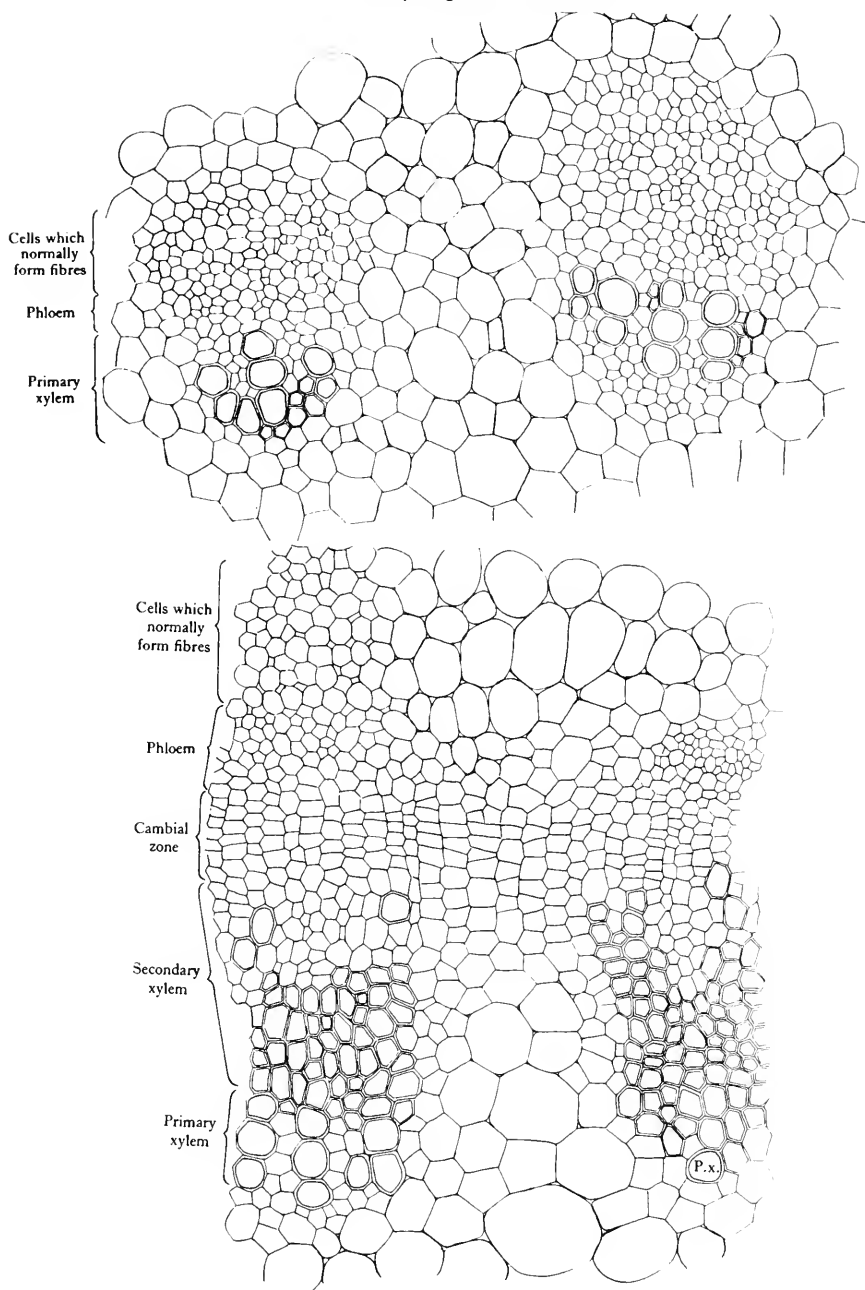 Cells which
normally
form fibres
Phloem
Primary
xylem
Cells which
normally
form fibres
Phloem
Cambial
zone
Secondary
xylem
Primary
xylem
P.x.